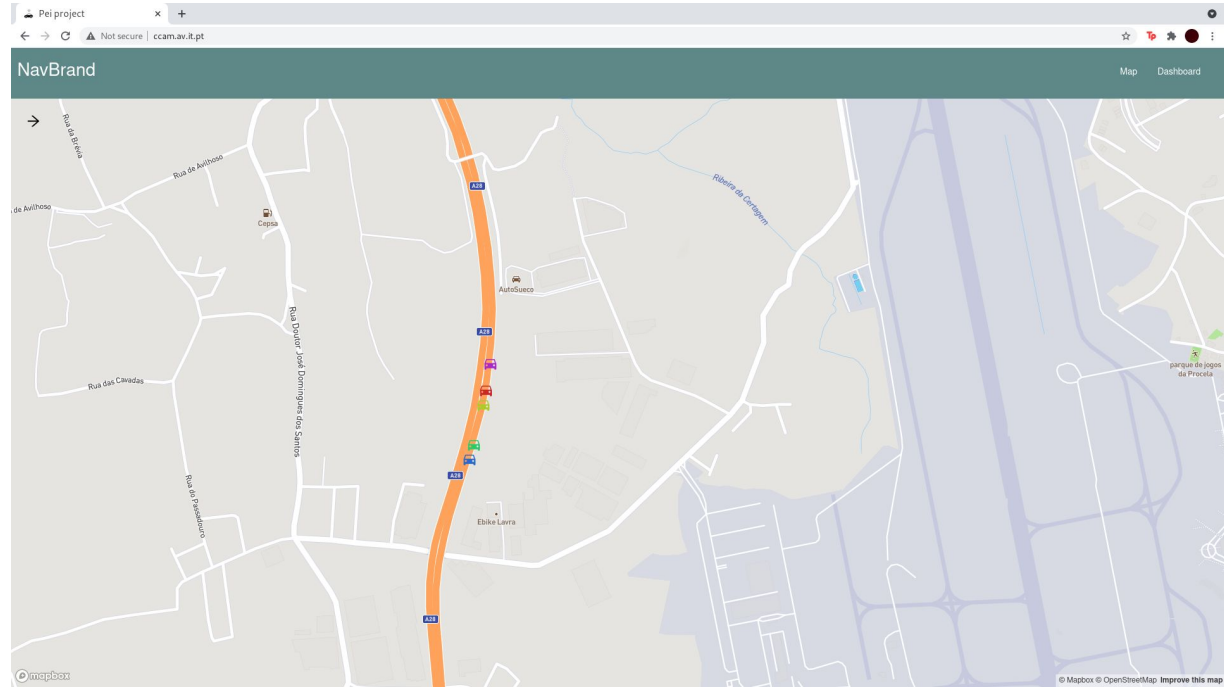 Pei project
Not secure | ccam.av.it.pt
NavBrand
Map
Dashboard
Rua da Brévia
Rua de Avilhoso
de Avilhoso
Cepsa
A28
Ribeira da Certagem
AutoSueco
A28
Rua Doutor José Domingues dos Santos
parque de jogos
da Procela
Rua das Cavadas
A28
Rua do Passadouro
Ebike Lavra
A28
mapbox
© Mapbox © OpenStreetMap Improve this map